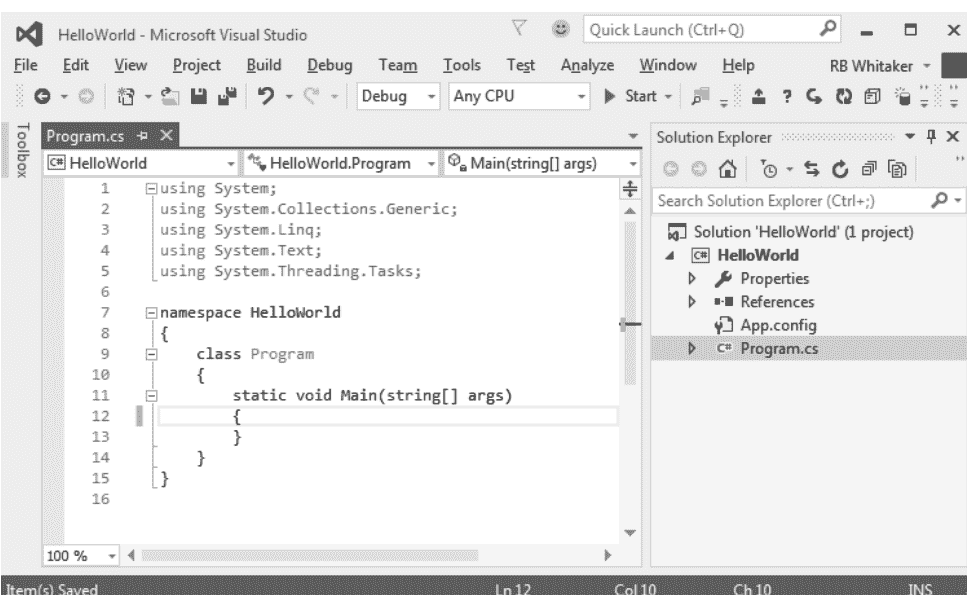 HelloWorld - Microsoft Visual Studio
Quick Launch (Ctrl+Q)
File Edit View Project Build Debug Team Tools Test Analyze Window Help RB Whitaker
Debug Any CPU Start
Toolbox
Program.cs
C# HelloWorld HelloWorld.Program Main(string[] args)
1 using System;
2 using System.Collections.Generic;
3 using System.Linq;
4 using System.Text;
5 using System.Threading.Tasks;
6
7 namespace HelloWorld
8 {
9 class Program
10 {
11 static void Main(string[] args)
12 {
13 }
14 }
15 }
16
100 %
Solution Explorer
Search Solution Explorer (Ctrl+;)
Solution 'HelloWorld' (1 project)
C# HelloWorld
Properties
References
App.config
C# Program.cs
Item(s) Saved Ln 12 Col 10 Ch 10 INS